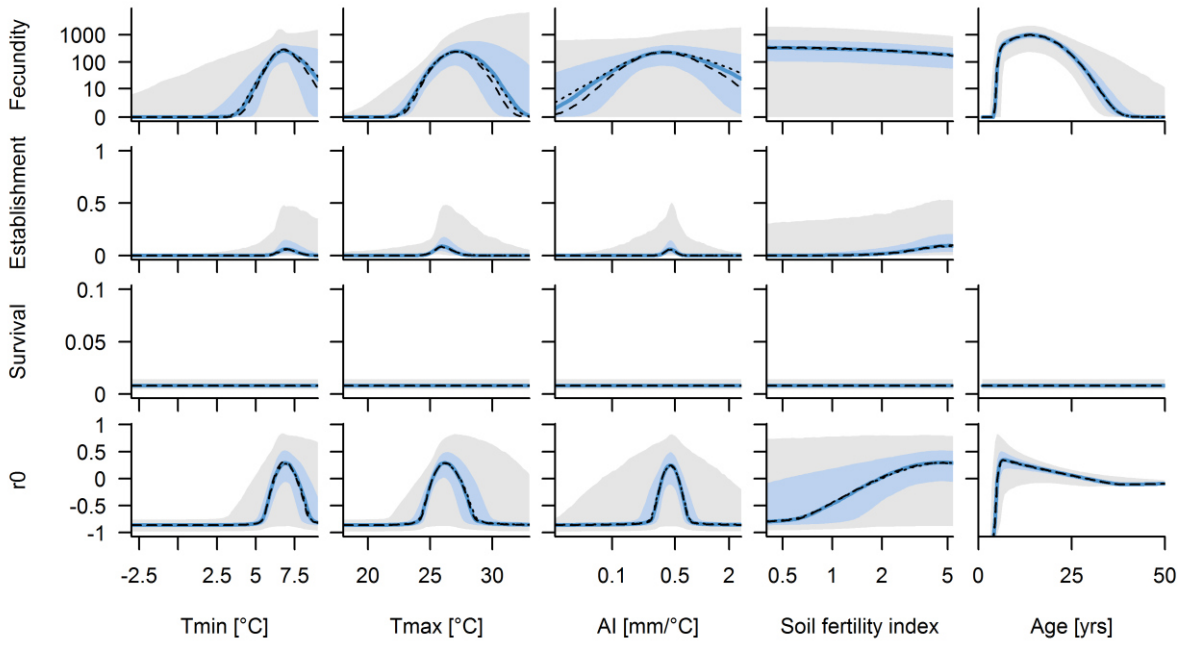 Fecundity
1000
100
10
0
Establishment
1
0.5
0
Survival
0.1
0.05
0
r0
1
0.5
0
-0.5
-1
-2.5 2.5 5 7.5
20 25 30
0.1 0.5 2
0.5 1 2 5
0 25 50
Tmin [°C]
Tmax [°C]
AI [mm/°C]
Soil fertility index
Age [yrs]